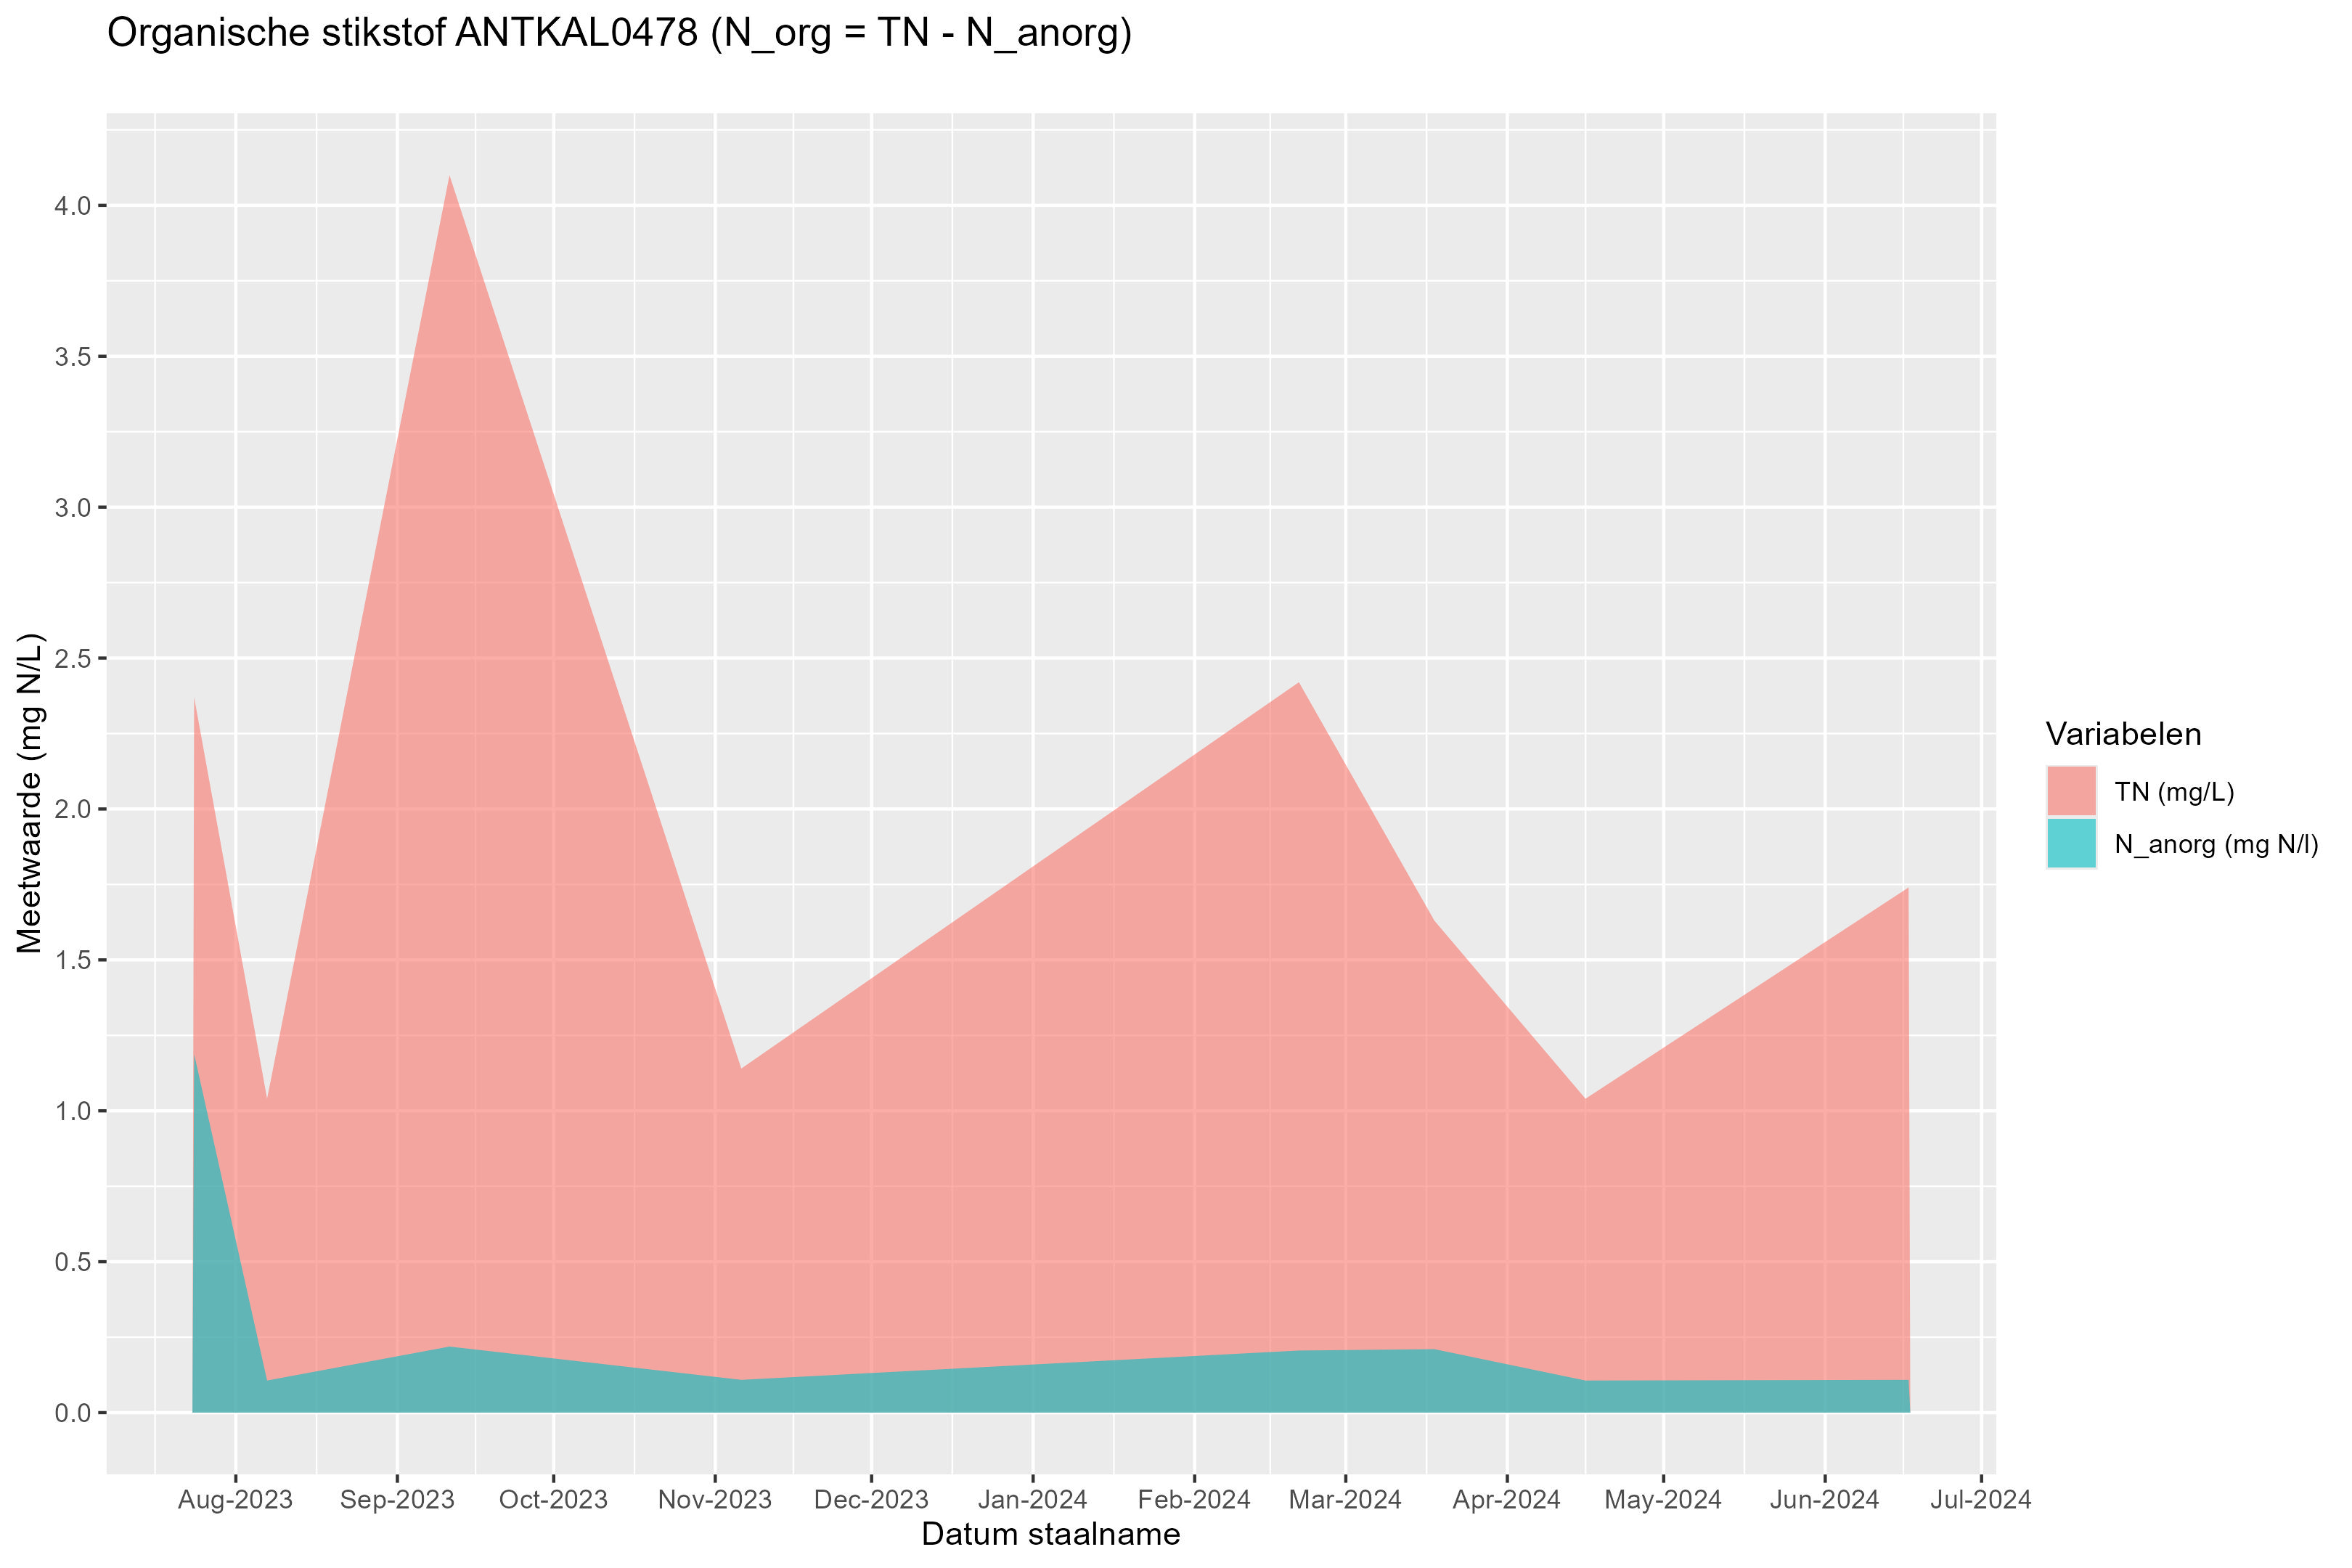 Organische stikstof ANTKAL0478 (N_org = TN - N_anorg)
Meetwaarde (mg N/L)
4.0
3.5
3.0
2.5
2.0
1.5
1.0
0.5
0.0
Aug-2023 Sep-2023 Oct-2023 Nov-2023 Dec-2023 Jan-2024 Feb-2024 Mar-2024 Apr-2024 May-2024 Jun-2024 Jul-2024
Datum staalname
Variabelen
TN (mg/L)
N_anorg (mg N/l)